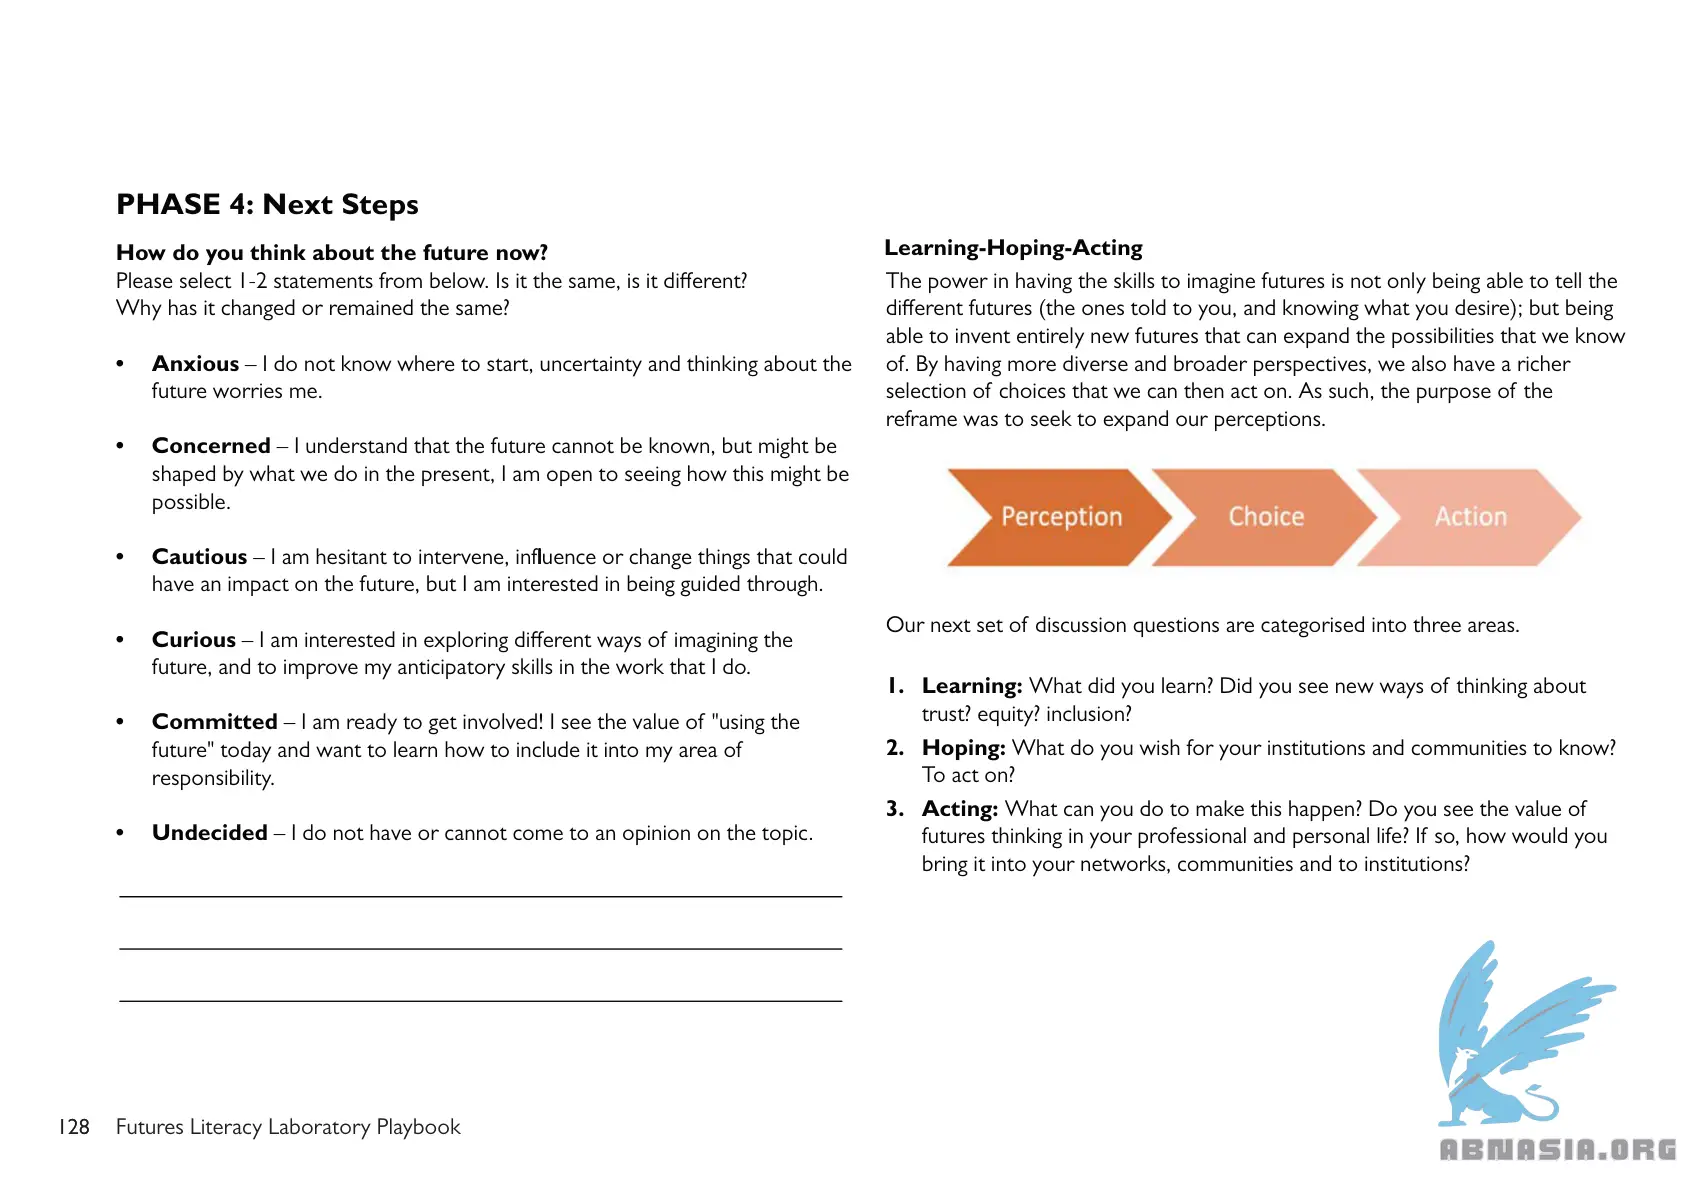 PHASE 4: Next Steps
How do you think about the future now?
Please select 1-2 statements from below. Is it the same, is it different?
Why has it changed or remained the same?
• Anxious – I do not know where to start, uncertainty and thinking about the
future worries me.
• Concerned – I understand that the future cannot be known, but might be
shaped by what we do in the present, I am open to seeing how this might be
possible.
• Cautious – I am hesitant to intervene, influence or change things that could
have an impact on the future, but I am interested in being guided through.
• Curious – I am interested in exploring different ways of imagining the
future, and to improve my anticipatory skills in the work that I do.
• Committed – I am ready to get involved! I see the value of "using the
future" today and want to learn how to include it into my area of
responsibility.
• Undecided – I do not have or cannot come to an opinion on the topic.
Learning-Hoping-Acting
The power in having the skills to imagine futures is not only being able to tell the
different futures (the ones told to you, and knowing what you desire); but being
able to invent entirely new futures that can expand the possibilities that we know
of. By having more diverse and broader perspectives, we also have a richer
selection of choices that we can then act on. As such, the purpose of the
reframe was to seek to expand our perceptions.
Perception
Choice
Action
Our next set of discussion questions are categorised into three areas.
1. Learning: What did you learn? Did you see new ways of thinking about
trust? equity? inclusion?
2. Hoping: What do you wish for your institutions and communities to know?
To act on?
3. Acting: What can you do to make this happen? Do you see the value of
futures thinking in your professional and personal life? If so, how would you
bring it into your networks, communities and to institutions?
128 Futures Literacy Laboratory Playbook
ABNASIA.ORG